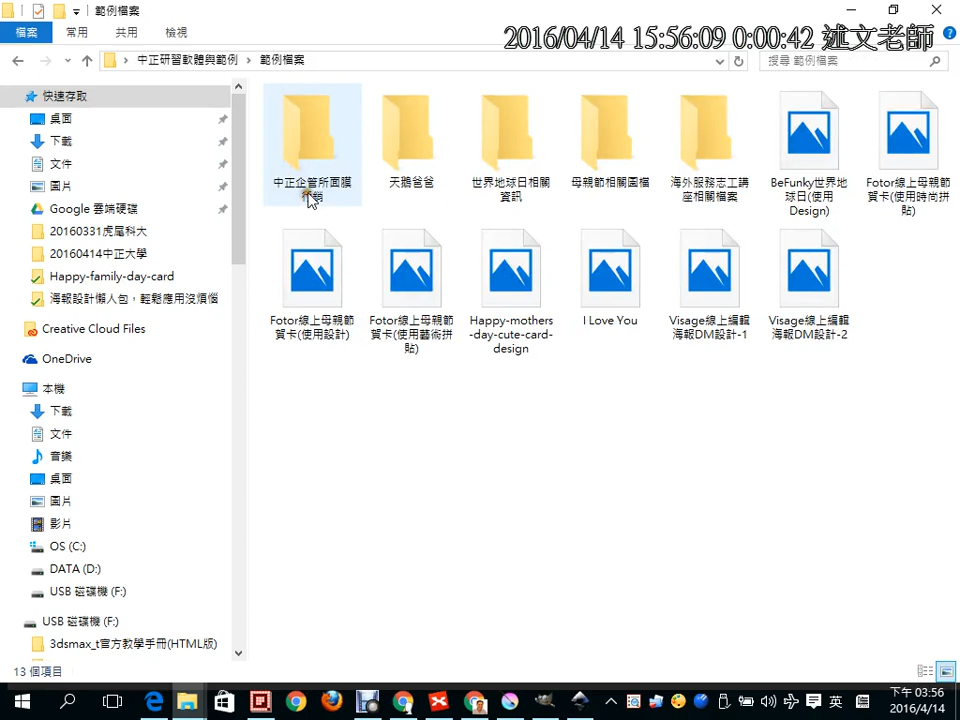 範例檔案
2016/04/14 15:56:09 0:00:42 述文老師
檔案
常用
共用
檢視
中正研習軟體與範例
範例檔案
搜尋 範例檔案
快速存取
桌面
下載
文件
圖片
Google 雲端硬碟
20160331虎尾科大
20160414中正大學
Happy-family-day-card
海報設計懶人包，輕鬆應用沒煩惱
Creative Cloud Files
OneDrive
本機
下載
文件
音樂
桌面
圖片
影片
OS (C:)
DATA (D:)
USB 磁碟機 (F:)
USB 磁碟機 (F:)
3dsmax_t官方教學手冊(HTML版)
中正企管所面膜
行銷
天鵝爸爸
世界地球日相關
資訊
母親節相關圖檔
海外服務志工講
座相關檔案
BeFunky世界地
球日(使用
Design)
Fotor線上母親節
賀卡(使用時尚拼
貼)
Fotor線上母親節
賀卡(使用設計)
Fotor線上母親節
賀卡(使用藝術拼
貼)
Happy-mothers
-day-cute-card-
design
I Love You
Visage線上編輯
海報DM設計-1
Visage線上編輯
海報DM設計-2
13 個項目
英
下午 03:56
2016/4/14